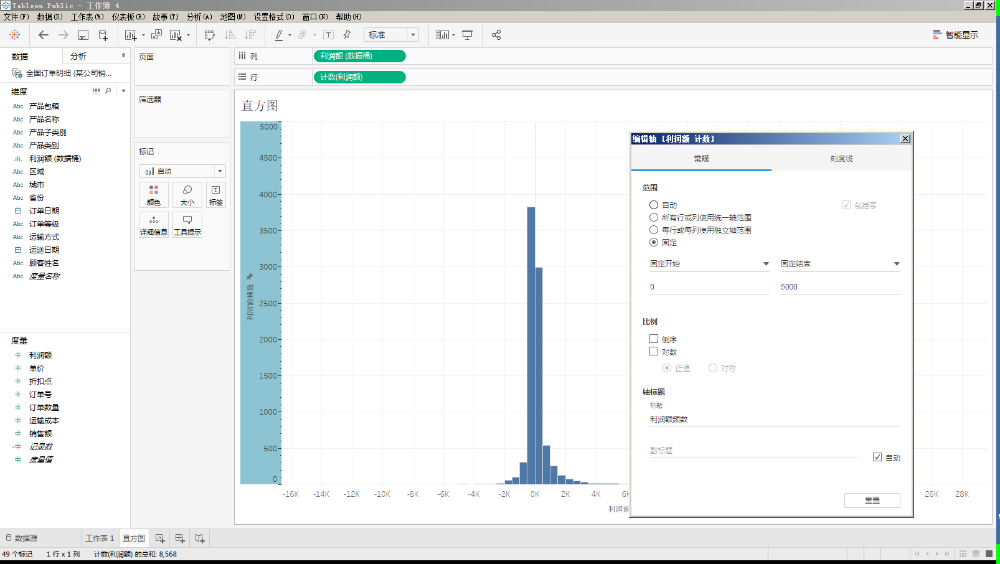 Tableau Public - 工作簿 4
文件(F) 数据(D) 工作表(W) 仪表板(B) 故事(T) 分析(A) 地图(M) 设置格式(O) 窗口(N) 帮助(H)
标准
智能显示
数据 分析
全国订单明细 (某公司销...
维度
Abc 产品包箱
Abc 产品名称
Abc 产品子类别
Abc 产品类别
利润额 (数据桶)
Abc 区域
Abc 城市
Abc 省份
订单日期
Abc 订单等级
Abc 运输方式
运送日期
Abc 顾客姓名
Abc 度量名称
度量
利润额
单价
折扣点
订单号
订单数量
运输成本
销售额
记录数
度量值
页面
筛选器
标记
自动
颜色 大小 标签
详细信息 工具提示
列 利润额 (数据桶)
行 计数(利润额)
直方图
5000
4500
4000
3500
3000
2500
2000
1500
1000
500
0
利润额频数
-16K -14K -12K -10K -8K -6K -4K -2K 0K 2K 4K 26K 28K
利润
编辑轴 [利润额 计数]
常规 刻度线
范围
自动 包括零
所有行或列使用统一轴范围
每行或每列使用独立轴范围
固定
固定开始 固定结束
0 5000
比例
倒序
对数
正值 对称
轴标题
标题
利润额频数
副标题
自动
重置
数据源 工作表 1 直方图
49 个标记 1 行 x 1 列 计数(利润额) 的总和: 8,568